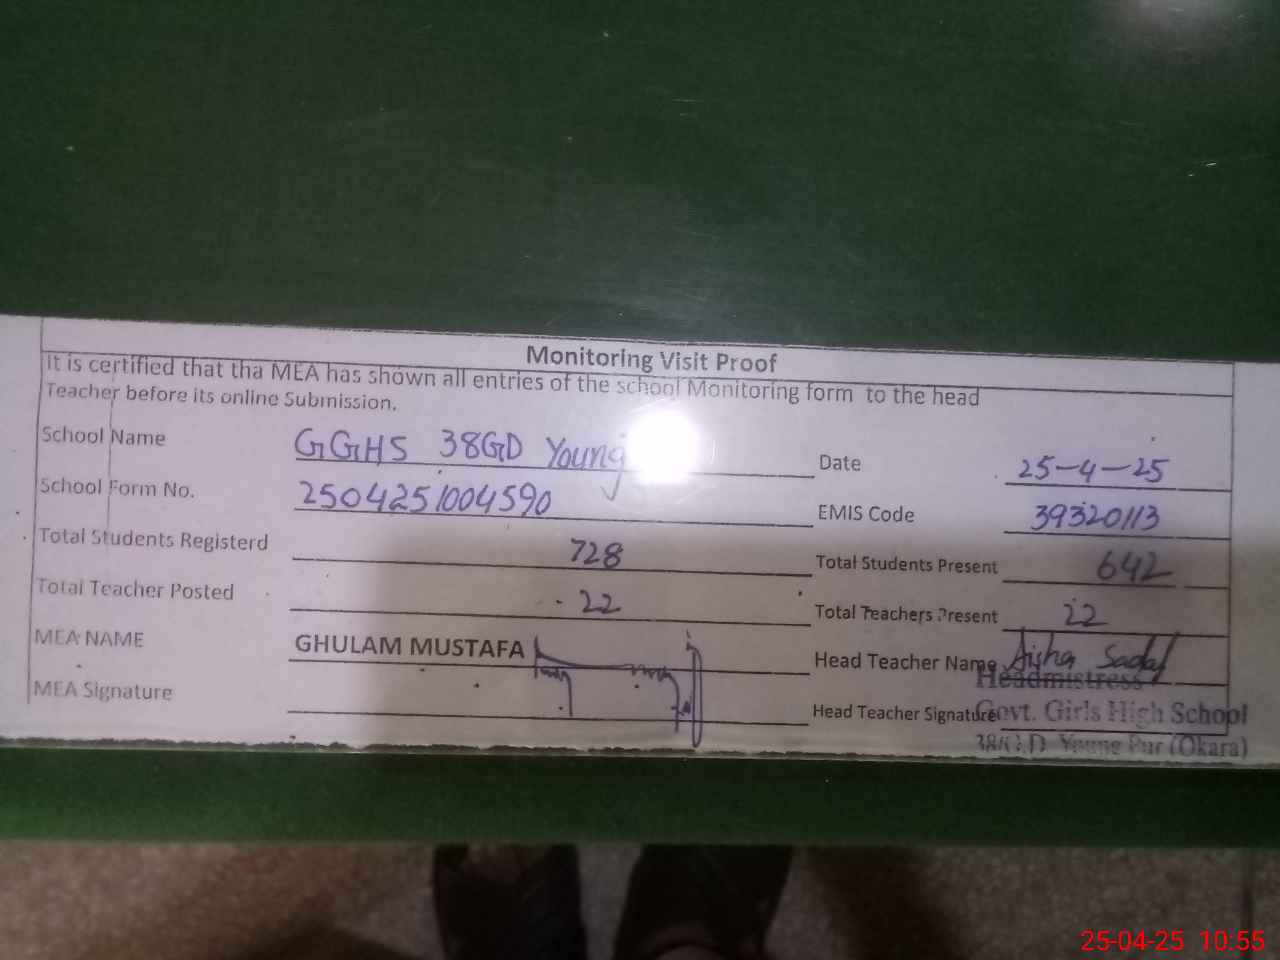 Monitoring Visit Proof
It is certified that tha MEA has shown all entries of the school Monitoring form to the head
Teacher before its online Submission.
School Name GGHS 38GD Young Date 25-4-25
School Form No. 2504251004590 EMIS Code 39320113
Total Students Registerd 728 Total Students Present 642
Total Teacher Posted 22 Total Teachers Present 22
MEA NAME GHULAM MUSTAFA Head Teacher Name Aisha Sadaf
Headmistress
MEA Signature Head Teacher Signature Govt. Girls High School
Young Pur (Okara)
25-04-25 10:55